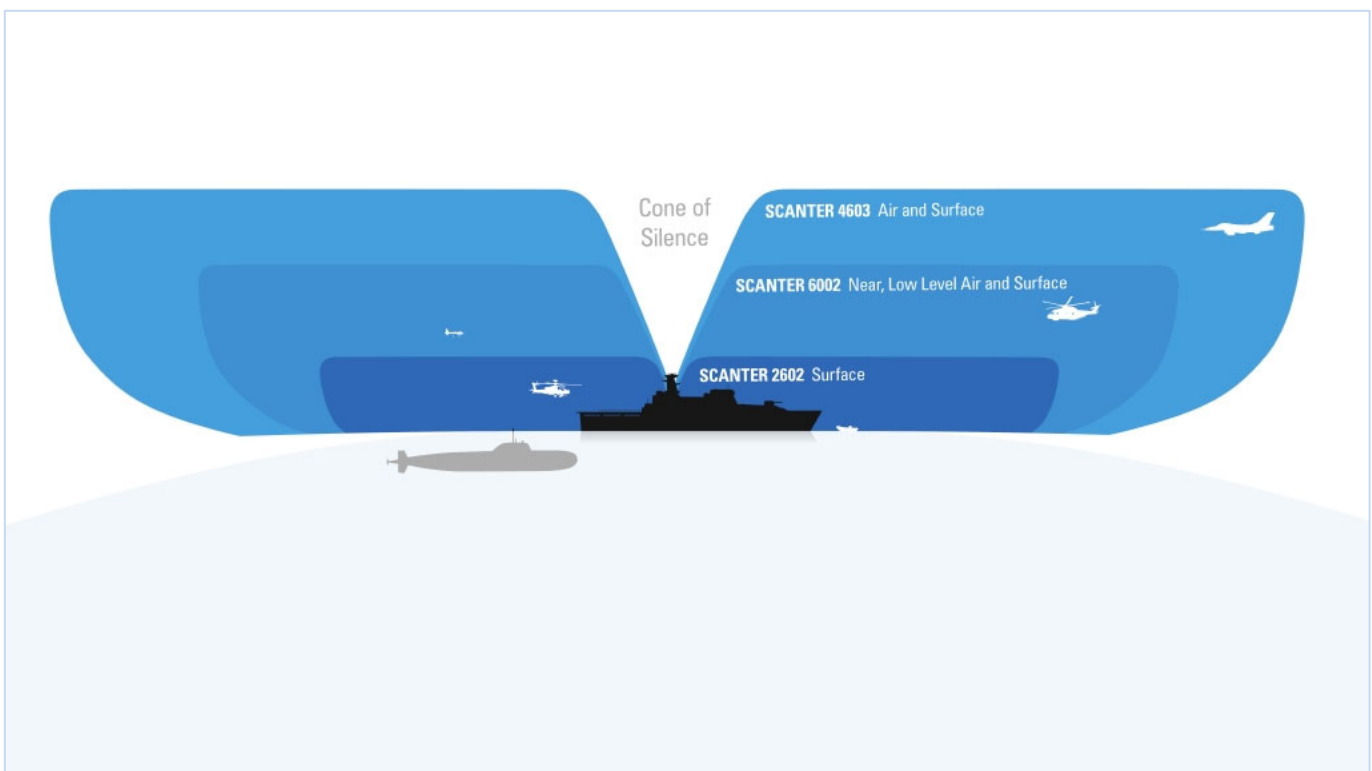 Cone of
Silence
SCANTER 4603 Air and Surface
SCANTER 6002 Near, Low Level Air and Surface
SCANTER 2602 Surface